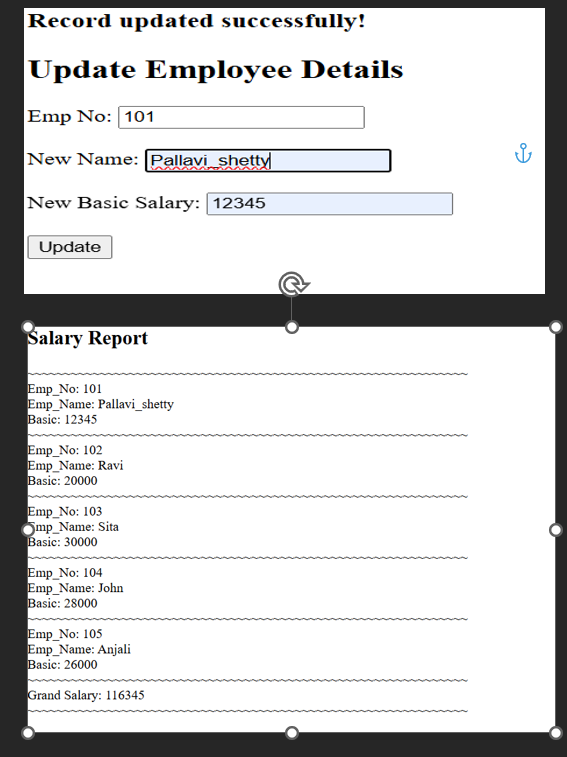 Record updated successfully!
Update Employee Details
Emp No: 101
New Name: Pallavi_shetty
New Basic Salary: 12345
Update
Salary Report
~~~~~~~~~~~~~~~~~~~~~~~~~~~~~~~~~~~~~~~~~~~~~~~~~~~~~~~
Emp_No: 101
Emp_Name: Pallavi_shetty
Basic: 12345
~~~~~~~~~~~~~~~~~~~~~~~~~~~~~~~~~~~~~~~~~~~~~~~~~~~~~~~
Emp_No: 102
Emp_Name: Ravi
Basic: 20000
~~~~~~~~~~~~~~~~~~~~~~~~~~~~~~~~~~~~~~~~~~~~~~~~~~~~~~~
Emp_No: 103
Emp_Name: Sita
Basic: 30000
~~~~~~~~~~~~~~~~~~~~~~~~~~~~~~~~~~~~~~~~~~~~~~~~~~~~~~~
Emp_No: 104
Emp_Name: John
Basic: 28000
~~~~~~~~~~~~~~~~~~~~~~~~~~~~~~~~~~~~~~~~~~~~~~~~~~~~~~~
Emp_No: 105
Emp_Name: Anjali
Basic: 26000
~~~~~~~~~~~~~~~~~~~~~~~~~~~~~~~~~~~~~~~~~~~~~~~~~~~~~~~
Grand Salary: 116345
~~~~~~~~~~~~~~~~~~~~~~~~~~~~~~~~~~~~~~~~~~~~~~~~~~~~~~~